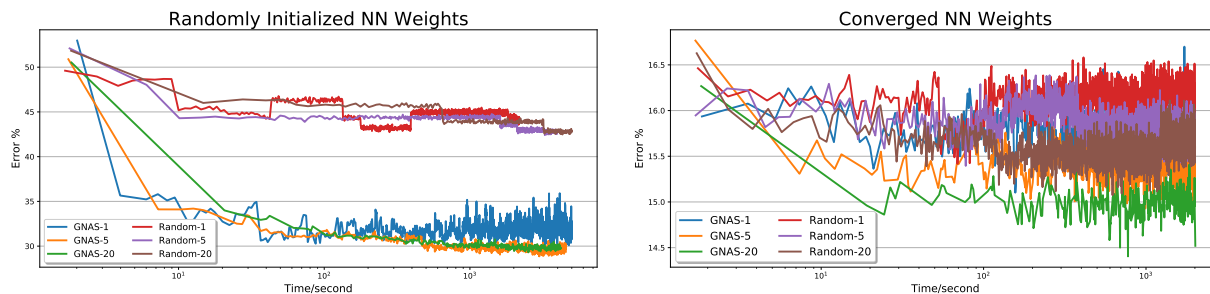 Randomly Initialized NN Weights
Error %
50
45
40
35
30
GNAS-1
GNAS-5
GNAS-20
Random-1
Random-5
Random-20
10¹
10²
10³
Time/second
Converged NN Weights
Error %
16.5
16.0
15.5
15.0
14.5
GNAS-1
GNAS-5
GNAS-20
Random-1
Random-5
Random-20
10¹
10²
10³
Time/second